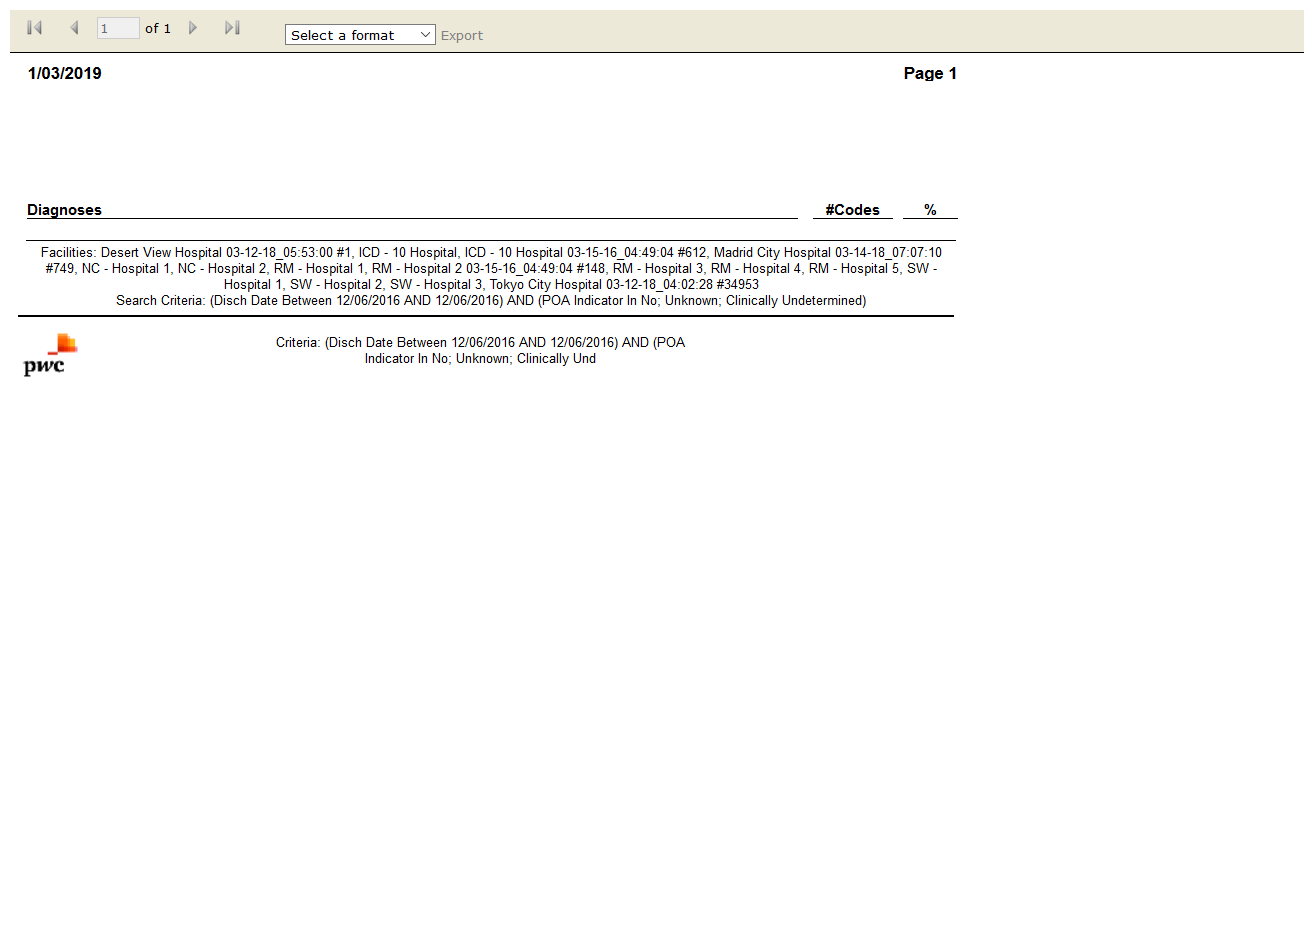 1 of 1 Select a format Export
1/03/2019 Page 1
Diagnoses #Codes %
Facilities: Desert View Hospital 03-12-18_05:53:00 #1, ICD - 10 Hospital, ICD - 10 Hospital 03-15-16_04:49:04 #612, Madrid City Hospital 03-14-18_07:07:10
#749, NC - Hospital 1, NC - Hospital 2, RM - Hospital 1, RM - Hospital 2 03-15-16_04:49:04 #148, RM - Hospital 3, RM - Hospital 4, RM - Hospital 5, SW -
Hospital 1, SW - Hospital 2, SW - Hospital 3, Tokyo City Hospital 03-12-18_04:02:28 #34953
Search Criteria: (Disch Date Between 12/06/2016 AND 12/06/2016) AND (POA Indicator In No; Unknown; Clinically Undetermined)
pwc
Criteria: (Disch Date Between 12/06/2016 AND 12/06/2016) AND (POA
Indicator In No; Unknown; Clinically Und